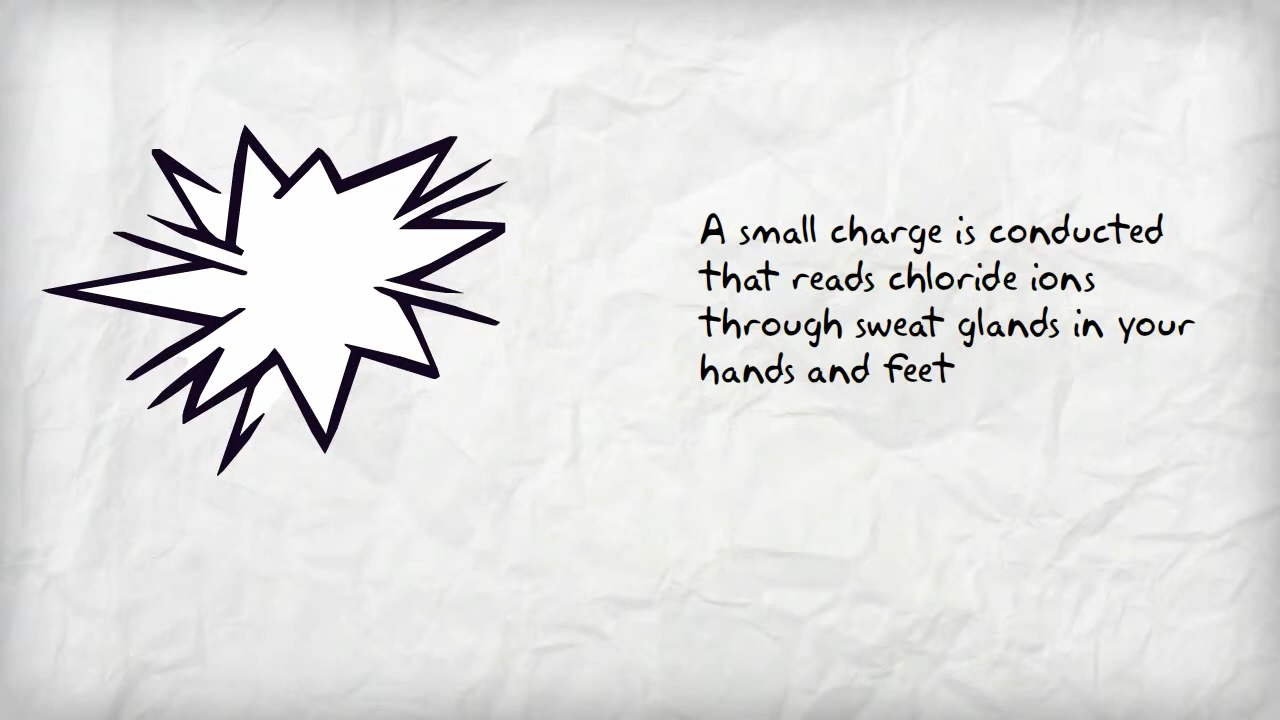 A small charge is conducted
that reads chloride ions
through sweat glands in your
hands and feet